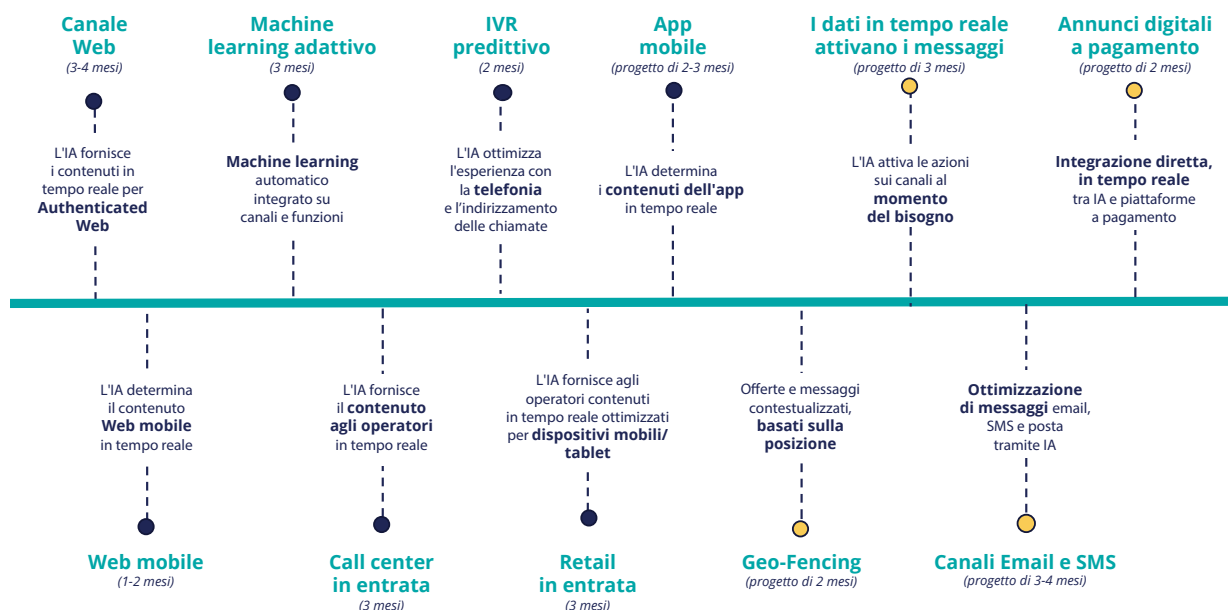 Canale
Web
(3-4 mesi)
L'IA fornisce
i contenuti in
tempo reale per
Authenticated
Web
Machine
learning adattivo
(3 mesi)
Machine learning
automatico
integrato su
canali e funzioni
IVR
predittivo
(2 mesi)
L'IA ottimizza
l'esperienza con
la telefonia
e l’indirizzamento
delle chiamate
App
mobile
(progetto di 2-3 mesi)
L'IA determina
i contenuti dell'app
in tempo reale
I dati in tempo reale
attivano i messaggi
(progetto di 3 mesi)
L'IA attiva le azioni
sui canali al
momento
del bisogno
Annunci digitali
a pagamento
(progetto di 2 mesi)
Integrazione diretta,
in tempo reale
tra IA e piattaforme
a pagamento
L'IA determina
il contenuto
Web mobile
in tempo reale
Web mobile
(1-2 mesi)
L'IA fornisce
il contenuto
agli operatori
in tempo reale
Call center
in entrata
(3 mesi)
L'IA fornisce agli
operatori contenuti
in tempo reale ottimizzati
per dispositivi mobili/
tablet
Retail
in entrata
(3 mesi)
Offerte e messaggi
contestualizzati,
basati sulla
posizione
Geo-Fencing
(progetto di 2 mesi)
Ottimizzazione
di messaggi email,
SMS e posta
tramite IA
Canali Email e SMS
(progetto di 3-4 mesi)